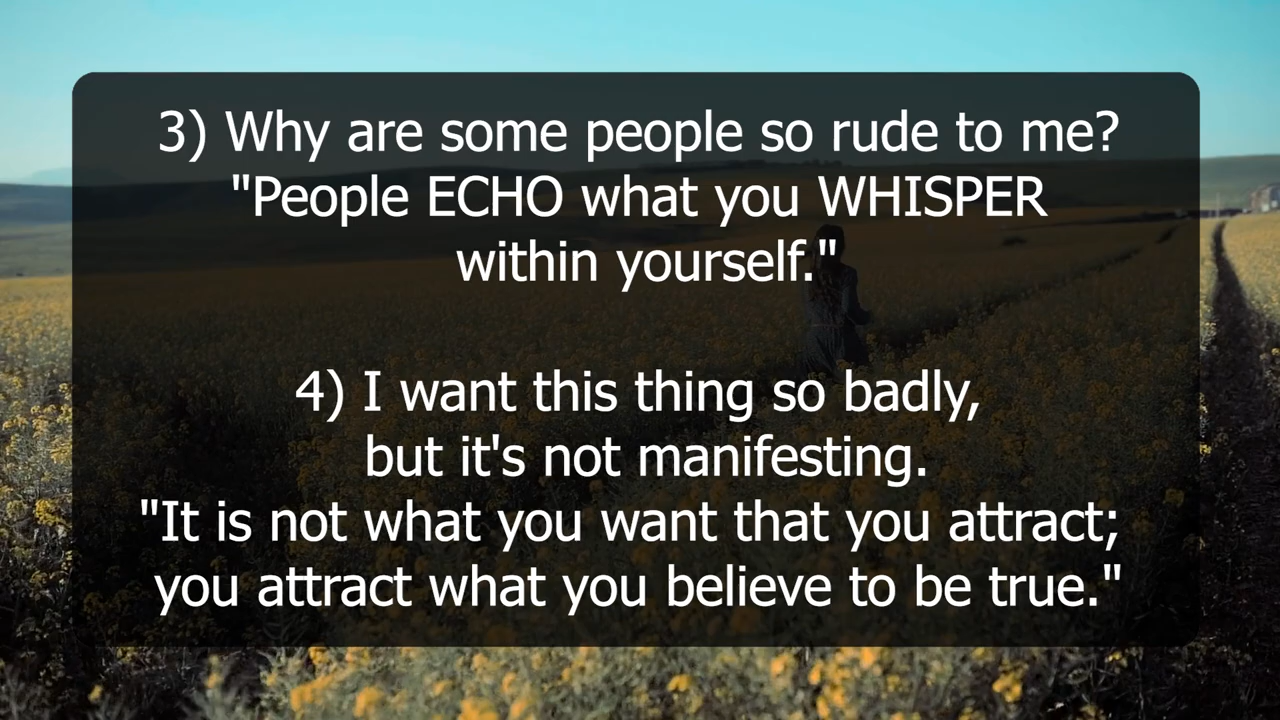 3) Why are some people so rude to me?
"People ECHO what you WHISPER
within yourself."
4) I want this thing so badly,
but it's not manifesting.
"It is not what you want that you attract;
you attract what you believe to be true."